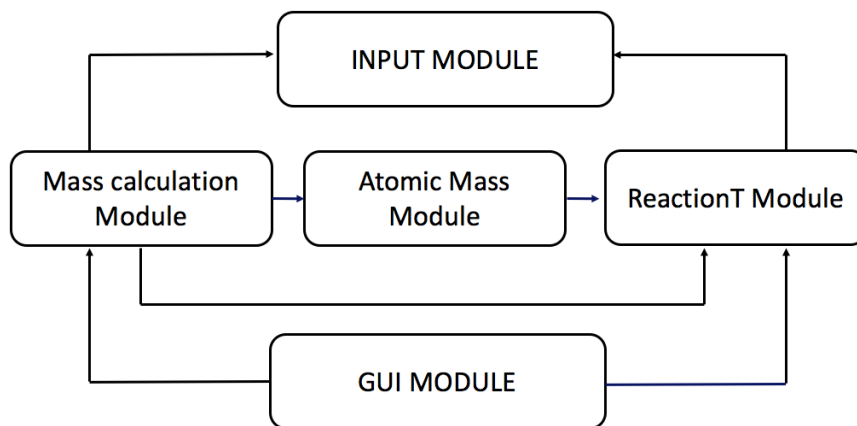 INPUT MODULE
Mass calculation
Module
Atomic Mass
Module
ReactionT Module
GUI MODULE